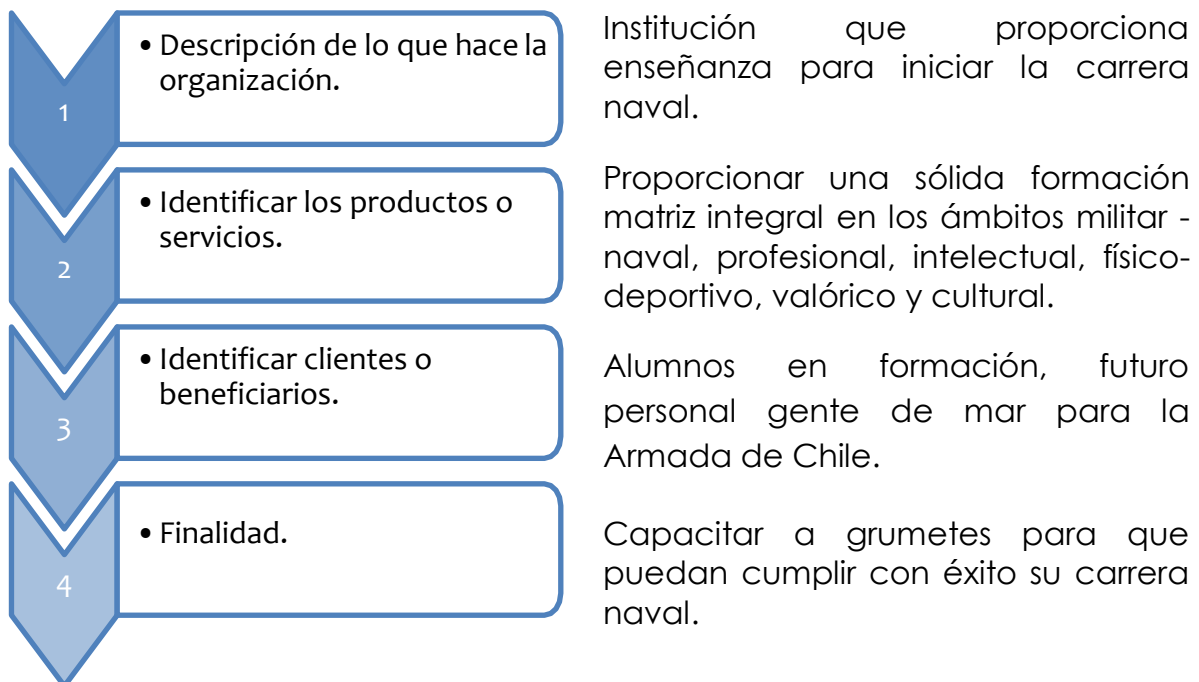 1
• Descripción de lo que hace la
organización.
Institución que proporciona
enseñanza para iniciar la carrera
naval.
2
• Identificar los productos o
servicios.
Proporcionar una sólida formación
matriz integral en los ámbitos militar -
naval, profesional, intelectual, físico-
deportivo, valórico y cultural.
3
• Identificar clientes o
beneficiarios.
Alumnos en formación, futuro
personal gente de mar para la
Armada de Chile.
4
• Finalidad.
Capacitar a grumetes para que
puedan cumplir con éxito su carrera
naval.